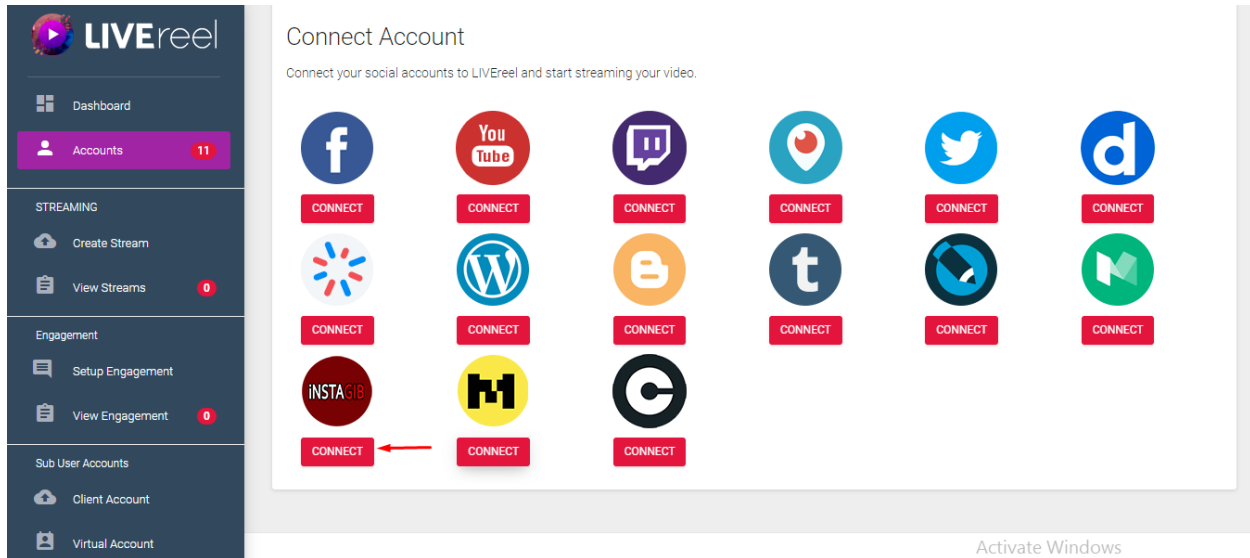 LIVEreel
Dashboard
Accounts 11
STREAMING
Create Stream
View Streams 0
Engagement
Setup Engagement
View Engagement 0
Sub User Accounts
Client Account
Virtual Account
Connect Account
Connect your social accounts to LIVEreel and start streaming your video.
f You Tube d
CONNECT CONNECT CONNECT CONNECT CONNECT CONNECT
W B t M
CONNECT CONNECT CONNECT CONNECT CONNECT CONNECT
iNSTAGIB M C
CONNECT CONNECT CONNECT
Activate Windows